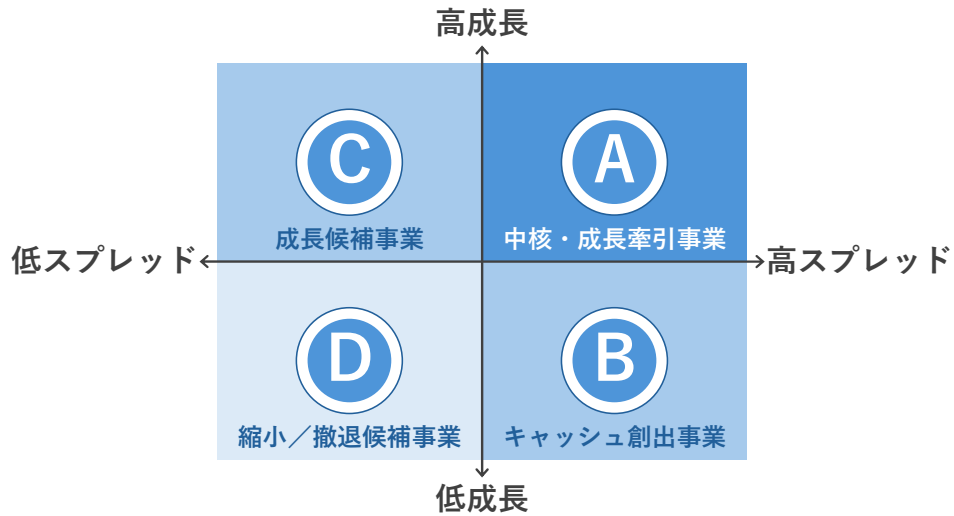 高成長
C
成長候補事業
A
中核・成長牽引事業
低スプレッド
高スプレッド
D
縮小／撤退候補事業
B
キャッシュ創出事業
低成長